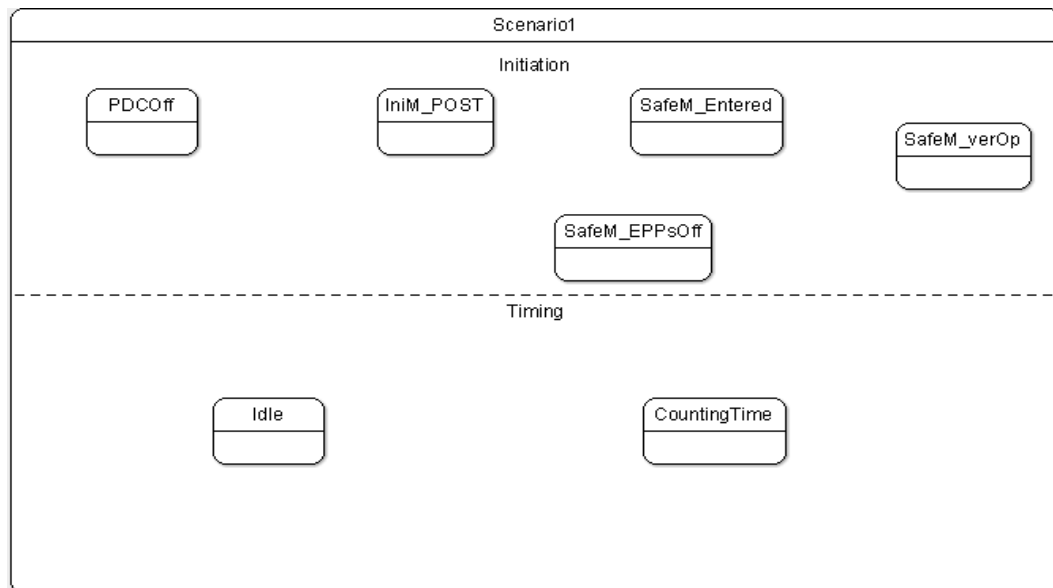 Scenario1
Initiation
PDCOff
IniM_POST
SafeM_Entered
SafeM_verOp
SafeM_EPPsOff
Timing
Idle
CountingTime